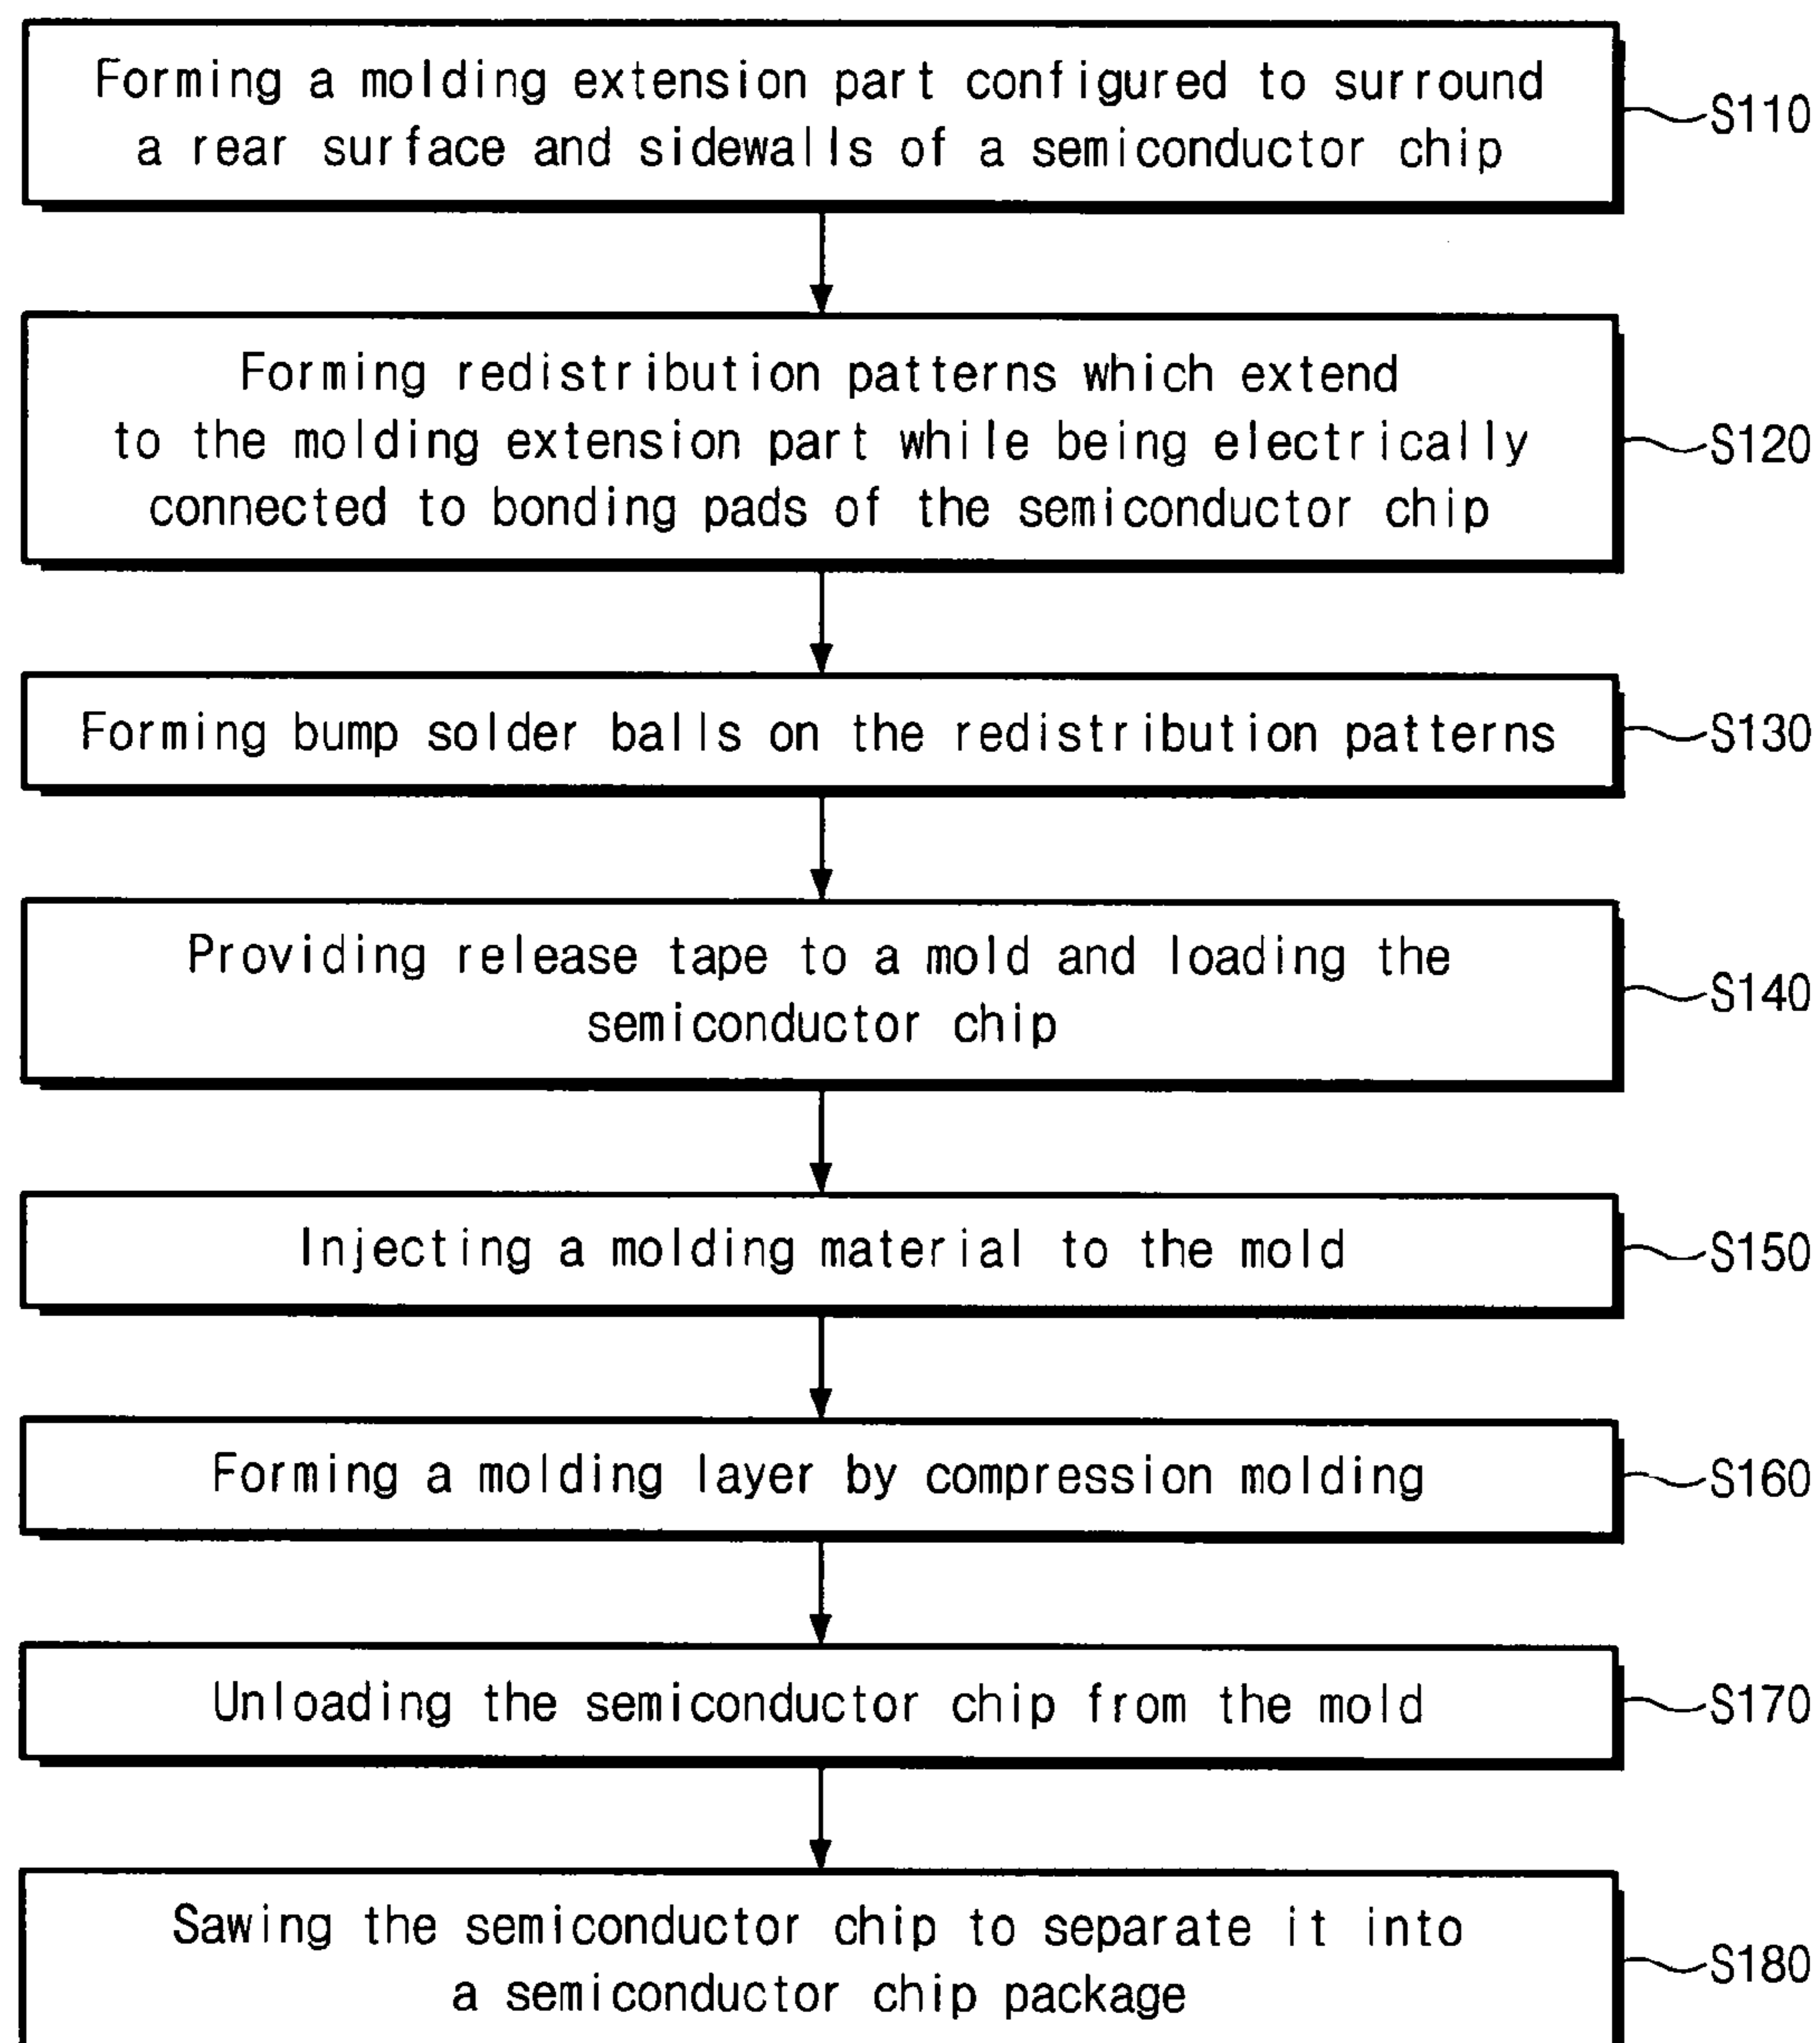 Forming a molding extension part configured to surround
a rear surface and sidewalls of a semiconductor chip
S110
Forming redistribution patterns which extend
to the molding extension part while being electrically
connected to bonding pads of the semiconductor chip
S120
Forming bump solder balls on the redistribution patterns
S130
Providing release tape to a mold and loading the
semiconductor chip
S140
Injecting a molding material to the mold
S150
Forming a molding layer by compression molding
S160
Unloading the semiconductor chip from the mold
S170
Sawing the semiconductor chip to separate it into
a semiconductor chip package
S180